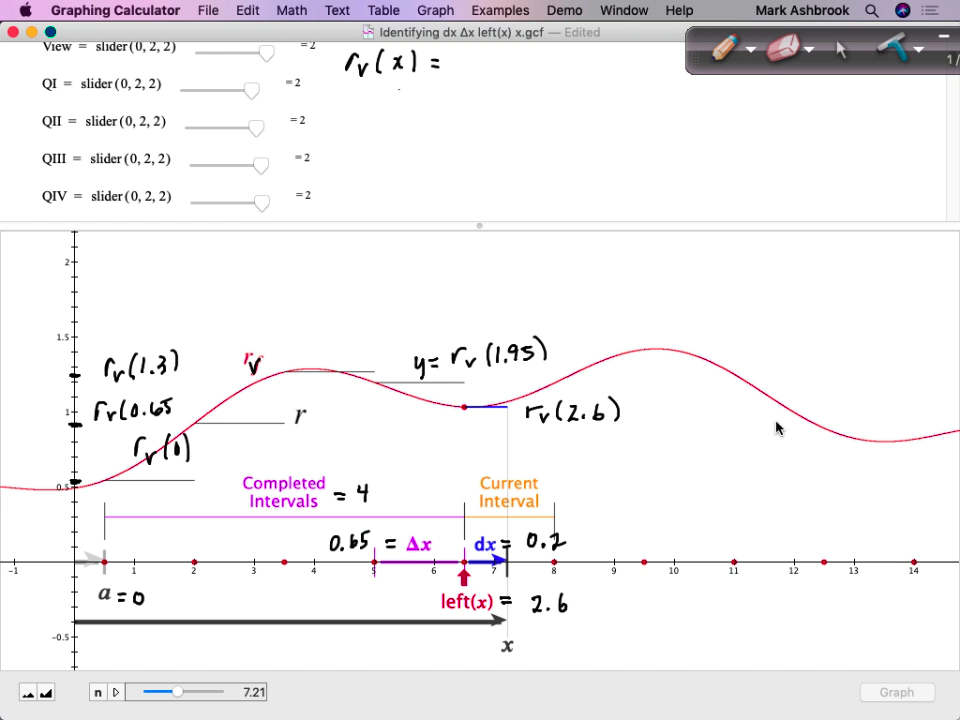 Graphing Calculator File Edit Math Text Table Graph Examples Demo Window Help Mark Ashbrook
Identifying dx Δx left(x) x.gcf — Edited
View = slider (0, 2, 2) = 2
QI = slider (0, 2, 2) = 2
QII = slider (0, 2, 2) = 2
QIII = slider (0, 2, 2) = 2
QIV = slider (0, 2, 2) = 2
rv(x) =
1/
2
1.5
1
0.5
-0.5
rv(1.3)
rv(0.65
rv(0)
v
r
y= rv(1.95)
rv(2.6)
Completed
Intervals = 4
Current
Interval
0.65 = Δx
dx = 0.2
-1 1 2 3 4 5 6 7 8 9 10 11 12 13 14
a = 0
left(x) = 2.6
x
n 7.21
Graph